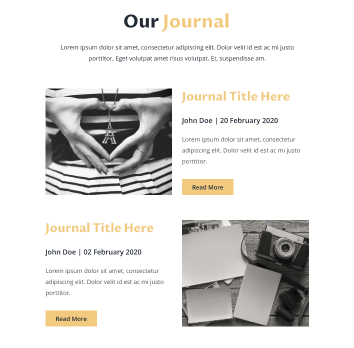 Our Journal
Lorem ipsum dolor sit amet, consectetur adipiscing elit. Dolor velit id est ac mi justo
porttitor. Eget volutpat amet risus volutpat. Et, suspendisse am.
Journal Title Here
John Doe | 20 February 2020
Lorem ipsum dolor sit amet, consectetur
adipiscing elit. Dolor velit id est ac mi justo
porttitor.
Read More
Journal Title Here
John Doe | 02 February 2020
Lorem ipsum dolor sit amet, consectetur
adipiscing elit. Dolor velit id est ac mi justo
porttitor.
Read More